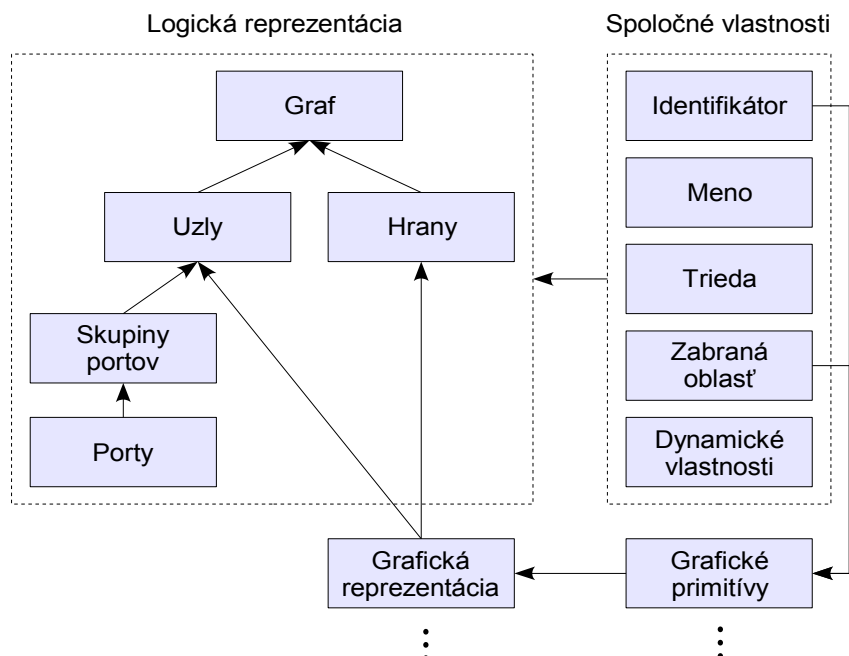 Logická reprezentácia
Spoločné vlastnosti
Graf
Uzly
Hrany
Skupiny
portov
Porty
Identifikátor
Meno
Trieda
Zabraná
oblasť
Dynamické
vlastnosti
Grafická
reprezentácia
Grafické
primitívy